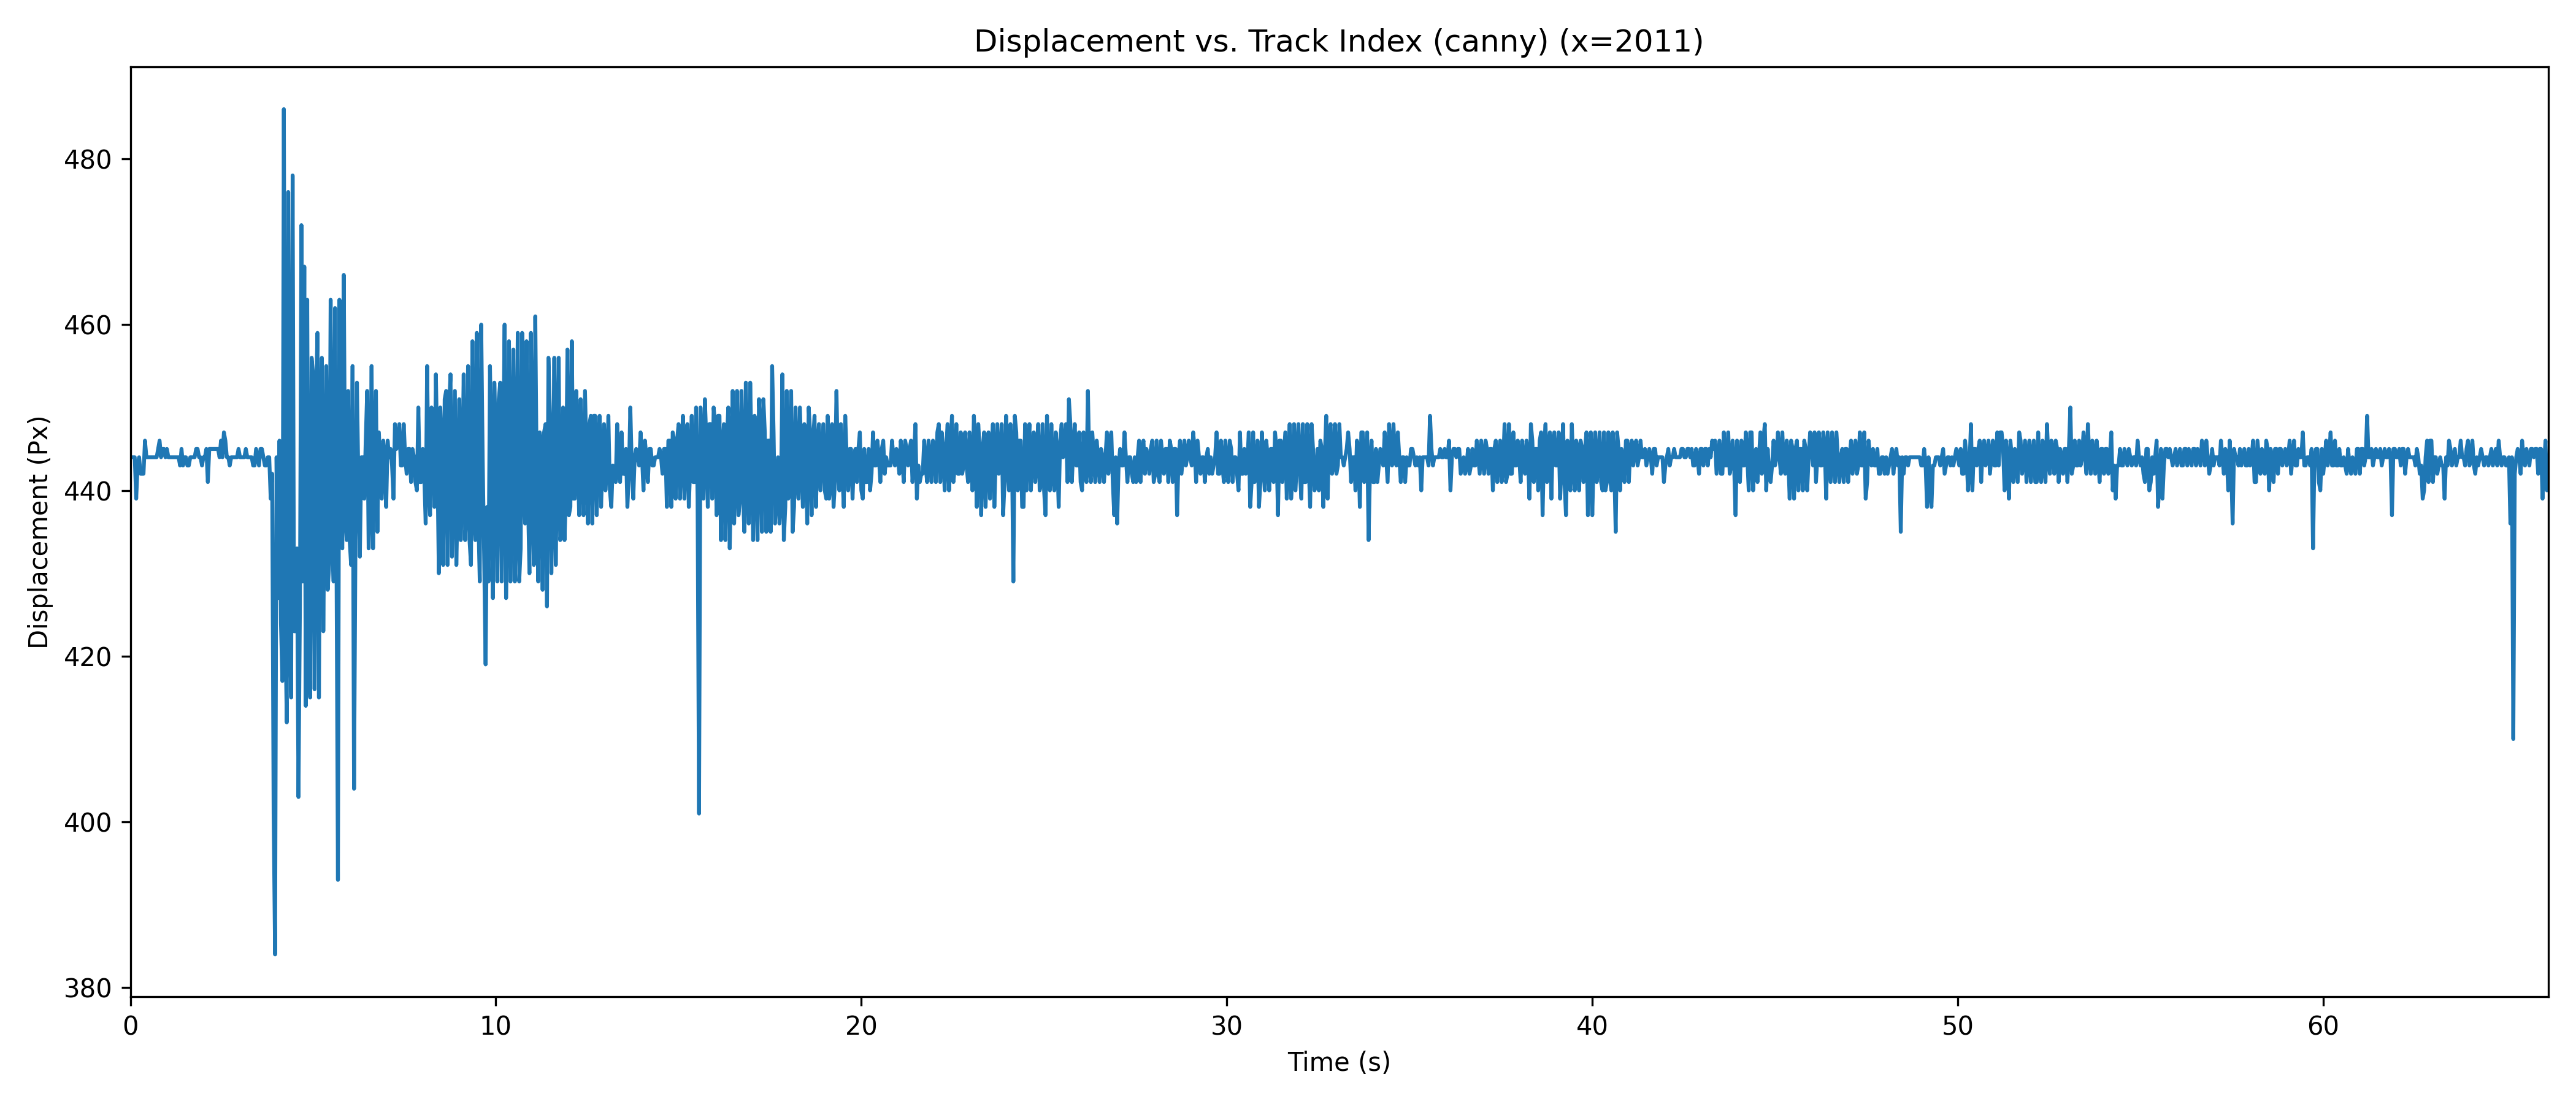 Displacement vs. Track Index (canny) (x=2011)
Displacement (Px)
480
460
440
420
400
380
0 10 20 30 40 50 60
Time (s)